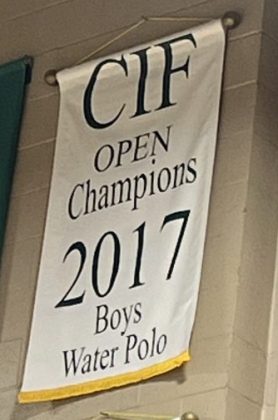 CIF
OPEN
Champions
2017
Boys
Water Polo